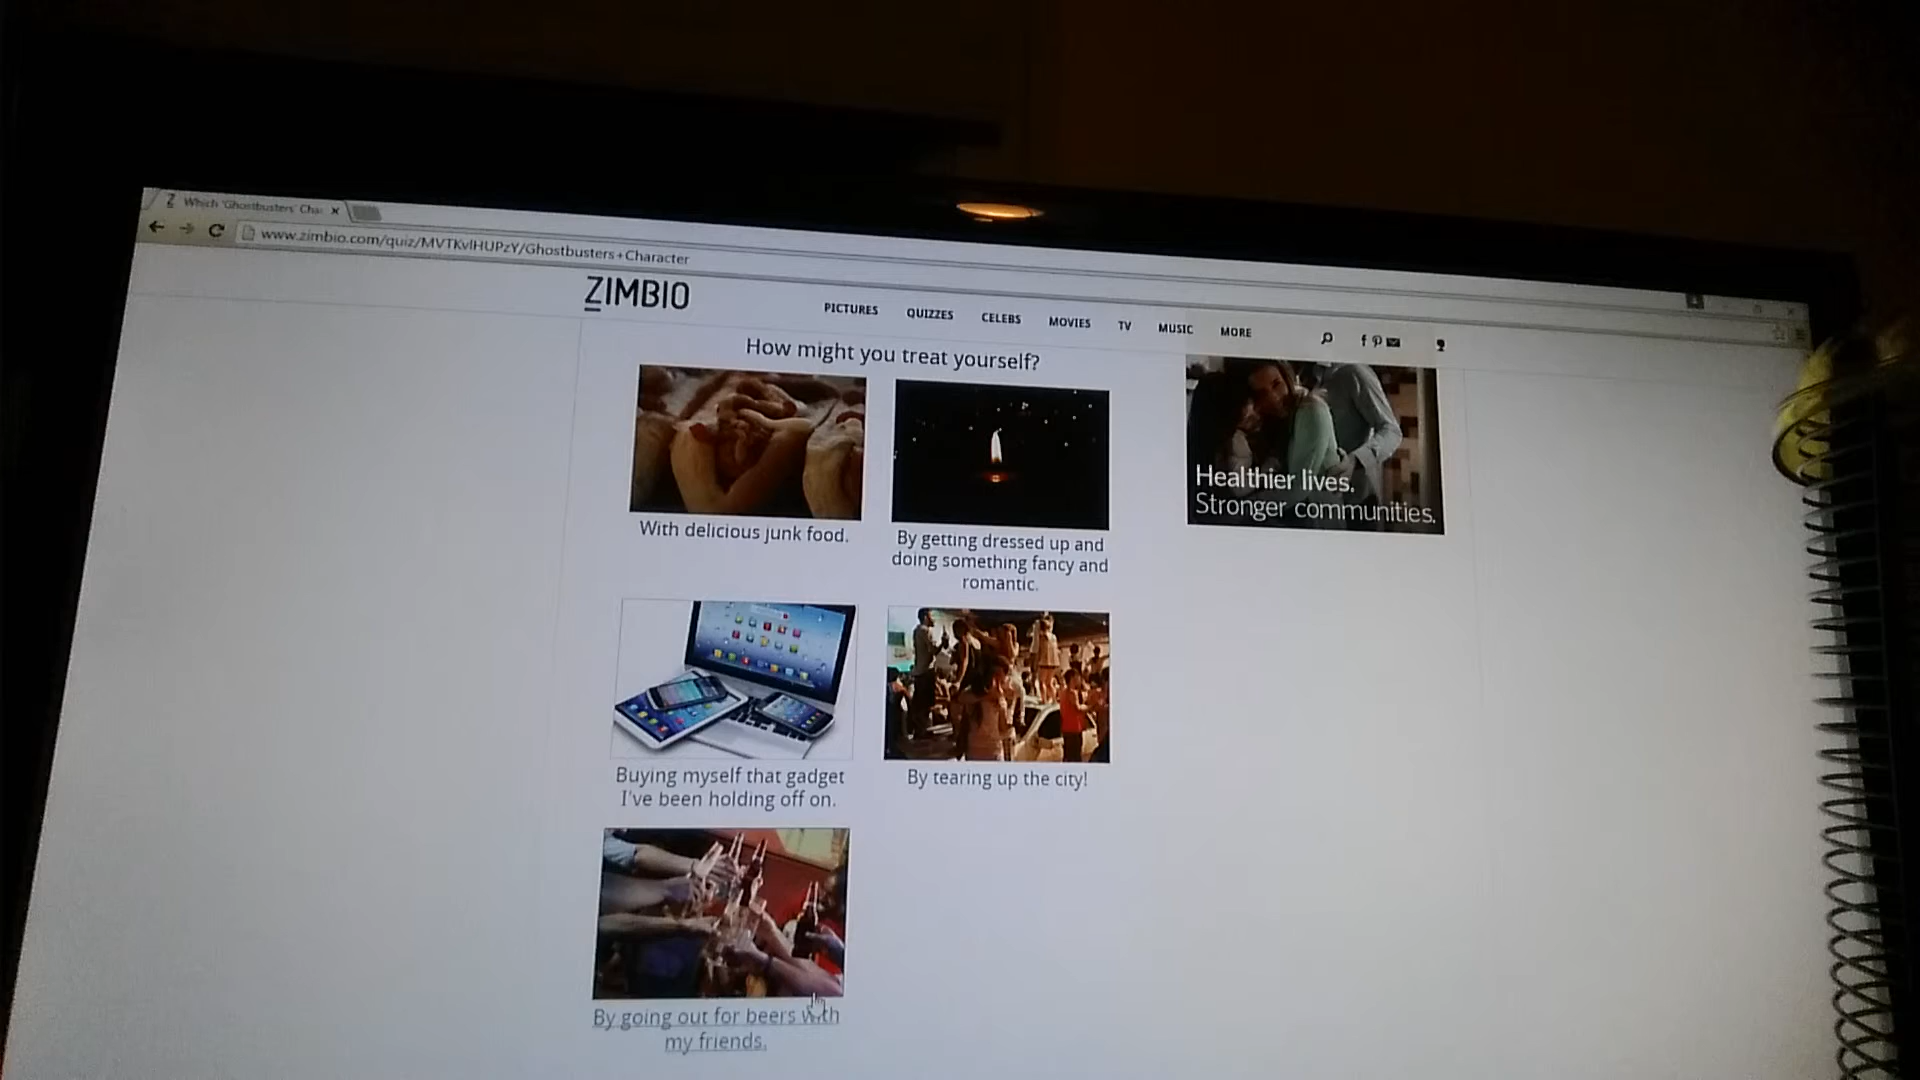 Which 'Ghostbusters' Cha
www.zimbio.com/quiz/MVTKvlHUPzY/Ghostbusters+Character
ZIMBIO
PICTURES QUIZZES CELEBS MOVIES TV MUSIC MORE
How might you treat yourself?
Healthier lives.
Stronger communities.
With delicious junk food.
By getting dressed up and
doing something fancy and
romantic.
Buying myself that gadget
I've been holding off on.
By tearing up the city!
By going out for beers with
my friends.